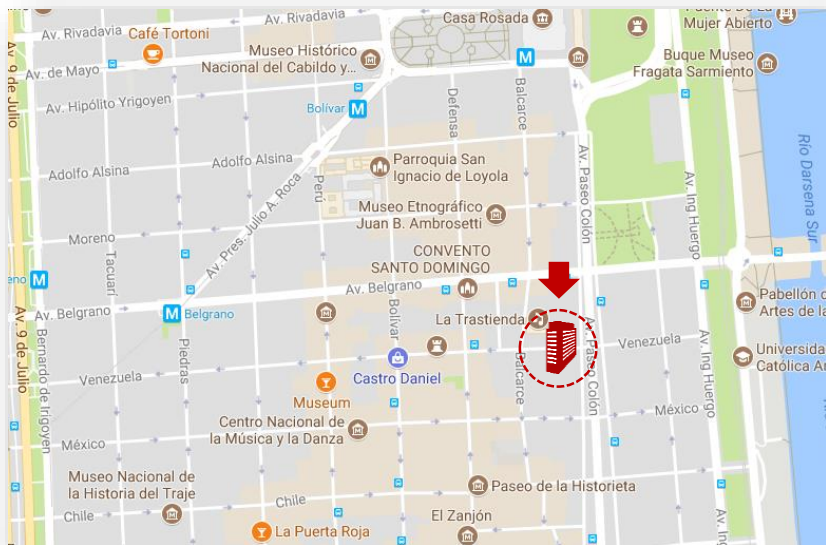 Av. Rivadavia
Av. Rivadavia
Café Tortoni
Casa Rosada
Mujer Abierto
Museo Histórico
Nacional del Cabildo y...
Av. de Mayo
M
Buque Museo
Fragata Sarmiento
Av. 9 de Julio
Av. Hipólito Yrigoyen
Bolívar M
Defensa
Balcarce
Adolfo Alsina
Adolfo Alsina
Parroquia San
Ignacio de Loyola
Av. Pres. Julio A. Roca
Perú
Av. Paseo Colón
Av. Ing Huergo
Río Darsena Sur
Museo Etnográfico
Juan B. Ambrosetti
Moreno
Tacuarí
CONVENTO
SANTO DOMINGO
M
Av. Belgrano
Av. Belgrano
M Belgrano
Bolívar
La Trastienda
Pabellón d
Artes de la
Av. 9 de Julio
Bernardo de Irigoyen
Piedras
Venezuela
Venezuela
Castro Daniel
Balcarce
Av. Paseo Colón
Av. Ing Huergo
Universida
Católica Ar
Museum
México
México
Centro Nacional de
la Música y la Danza
Museo Nacional de
la Historia del Traje
Paseo de la Historieta
Chile
Chile
La Puerta Roja
El Zanjón
Av. Ing